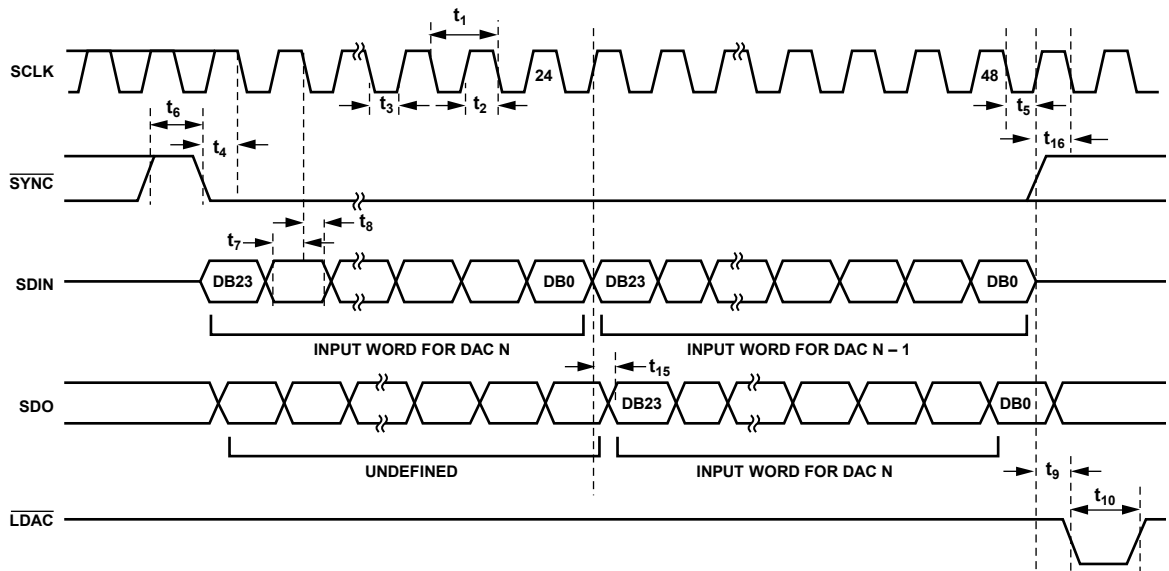 t1
SCLK
24
48
t3
t2
t5
t6
t4
t16
SYNC
t8
t7
SDIN
DB23
DB0
DB23
DB0
INPUT WORD FOR DAC N
INPUT WORD FOR DAC N – 1
t15
SDO
DB23
DB0
UNDEFINED
INPUT WORD FOR DAC N
t9
t10
LDAC